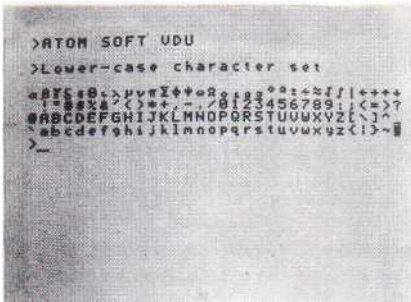 >ATOM SOFT VDU
>Lower-case character set
!"#$%&'()*+,-./0123456789:;<=>?
@ABCDEFGHIJKLMNOPQRSTUVWXYZ[\]^_
`abcdefghijklmnopqrstuvwxyz{|}~
>_